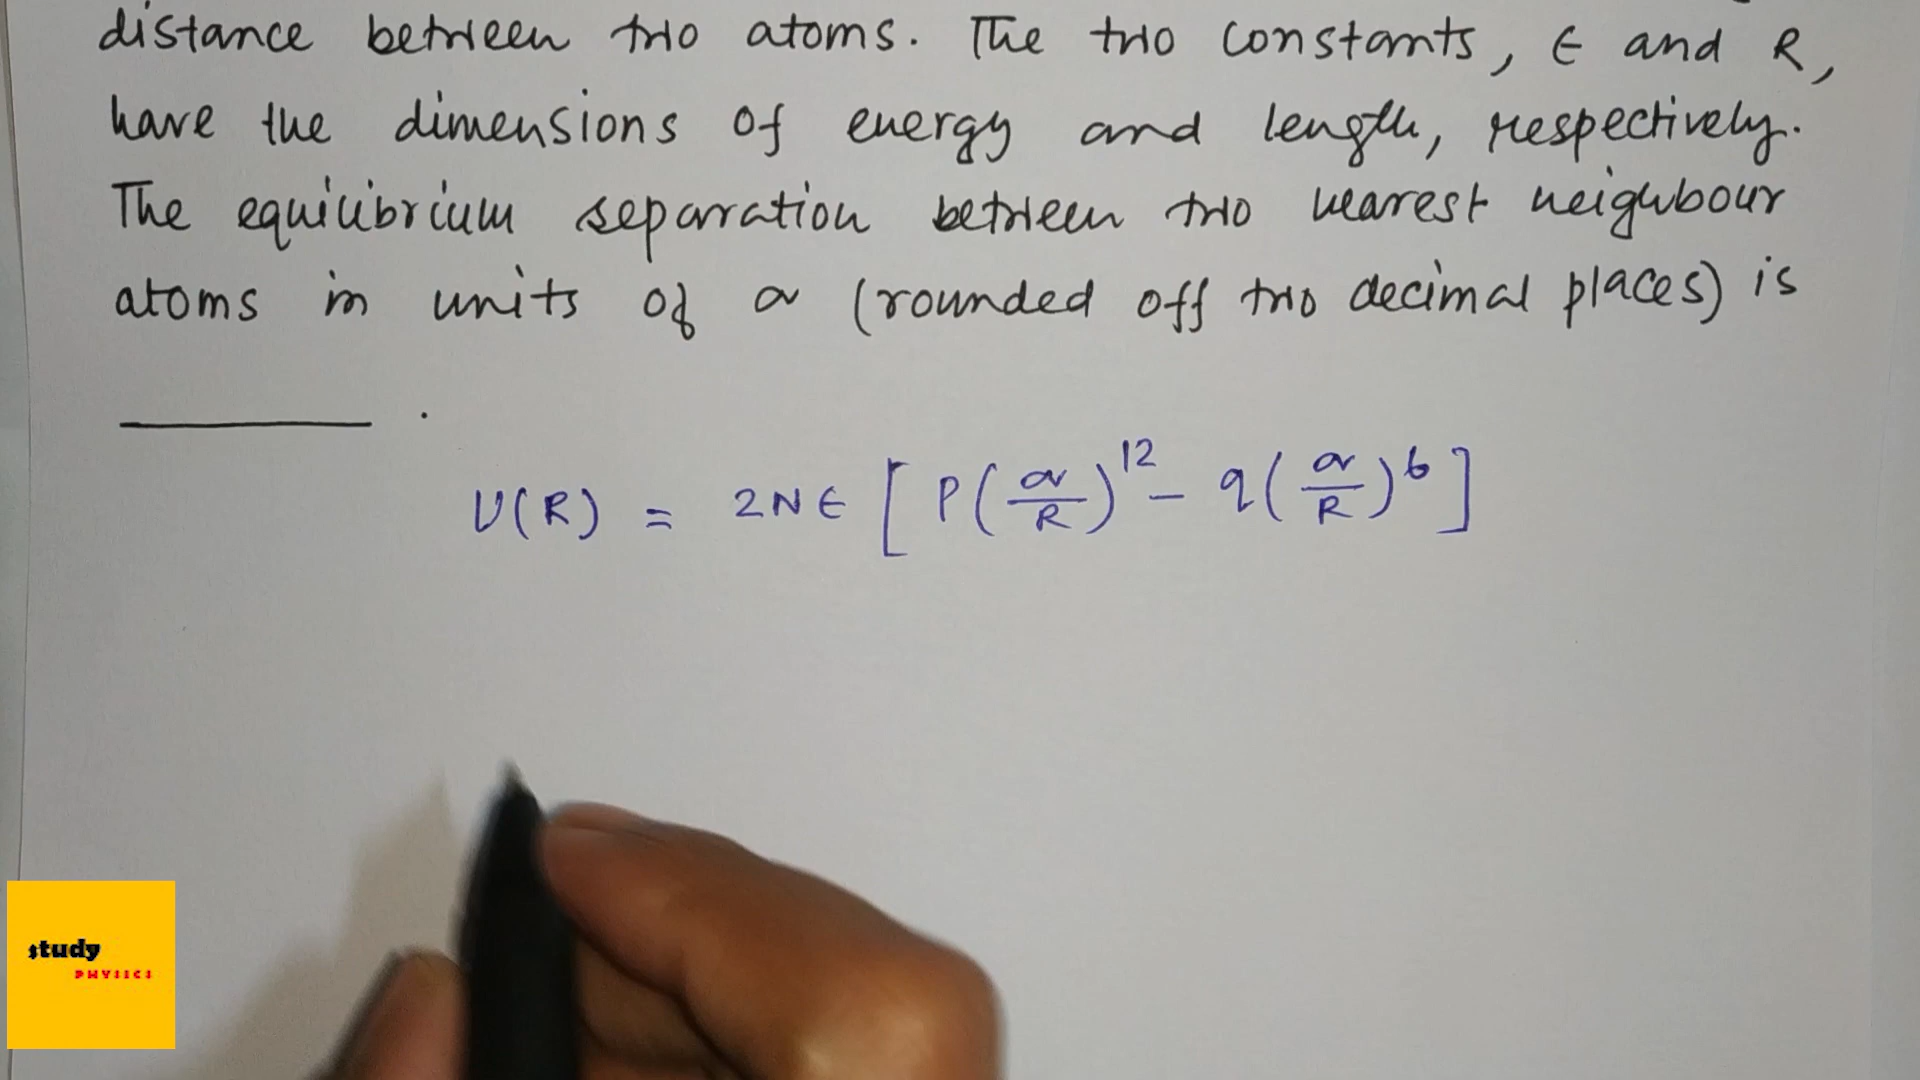 distance between two atoms. The two constants, ε and R,
have the dimensions of energy and length, respectively.
The equilibrium separation between two nearest neighbour
atoms in units of a (rounded off two decimal places) is
________ .
U(R) = 2Nε [ P(a/R)^12 - q(a/R)^6 ]
study
PHYSICS